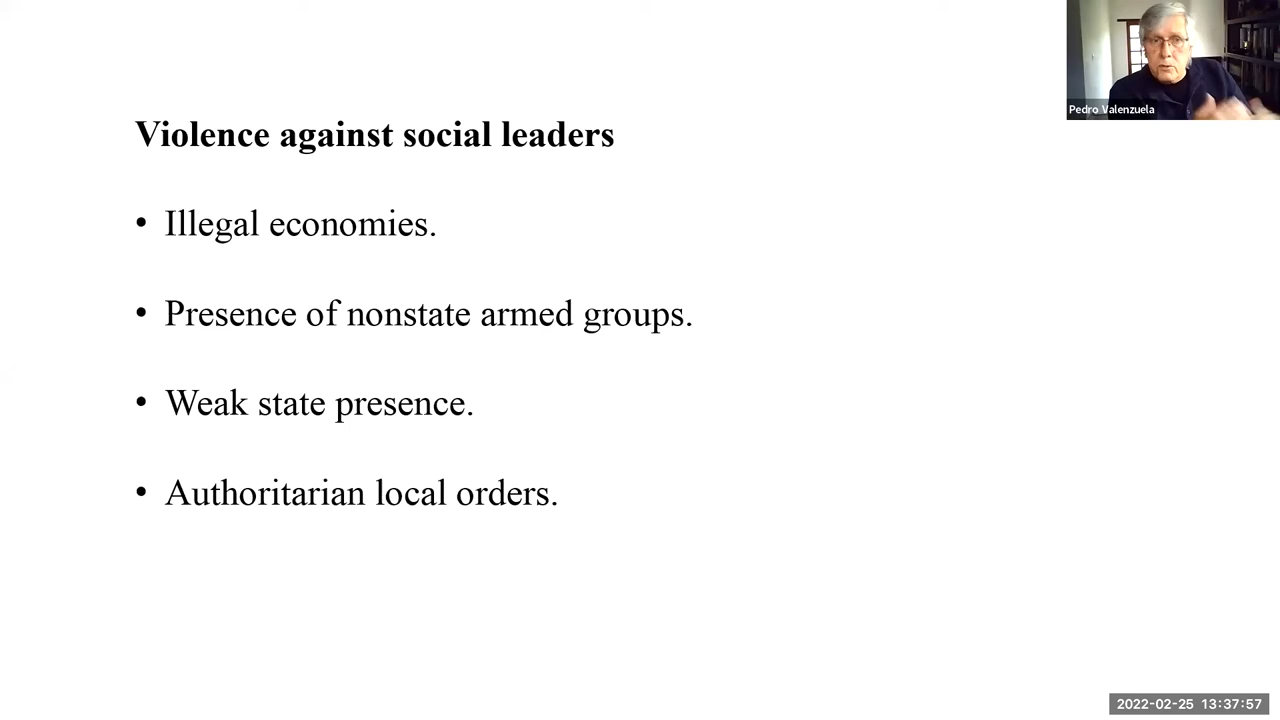 Pedro Valenzuela
Violence against social leaders
• Illegal economies.
• Presence of nonstate armed groups.
• Weak state presence.
• Authoritarian local orders.
2022-02-25 13:37:57